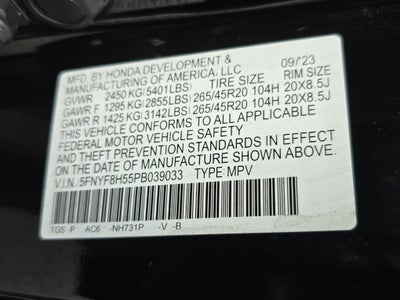 MFD. BY HONDA DEVELOPMENT & 09/'23
MANUFACTURING OF AMERICA, LLC
GVWR 2450 KG(5401LBS) TIRE SIZE RIM SIZE
GAWR F 1295 KG(2855LBS) 265/45R20 104H 20X8.5J
GAWR R 1425 KG(3142LBS) 265/45R20 104H 20X8.5J
THIS VEHICLE CONFORMS TO ALL APPLICABLE
FEDERAL MOTOR VEHICLE SAFETY
AND THEFT PREVENTION STANDARDS IN EFFECT
ON THE DATE OF MANUFACTURE SHOWN ABOVE.
V.I.N. 5FNYF8H55PB039033 TYPE: MPV
TGS P AC6 -NH731P -V -B